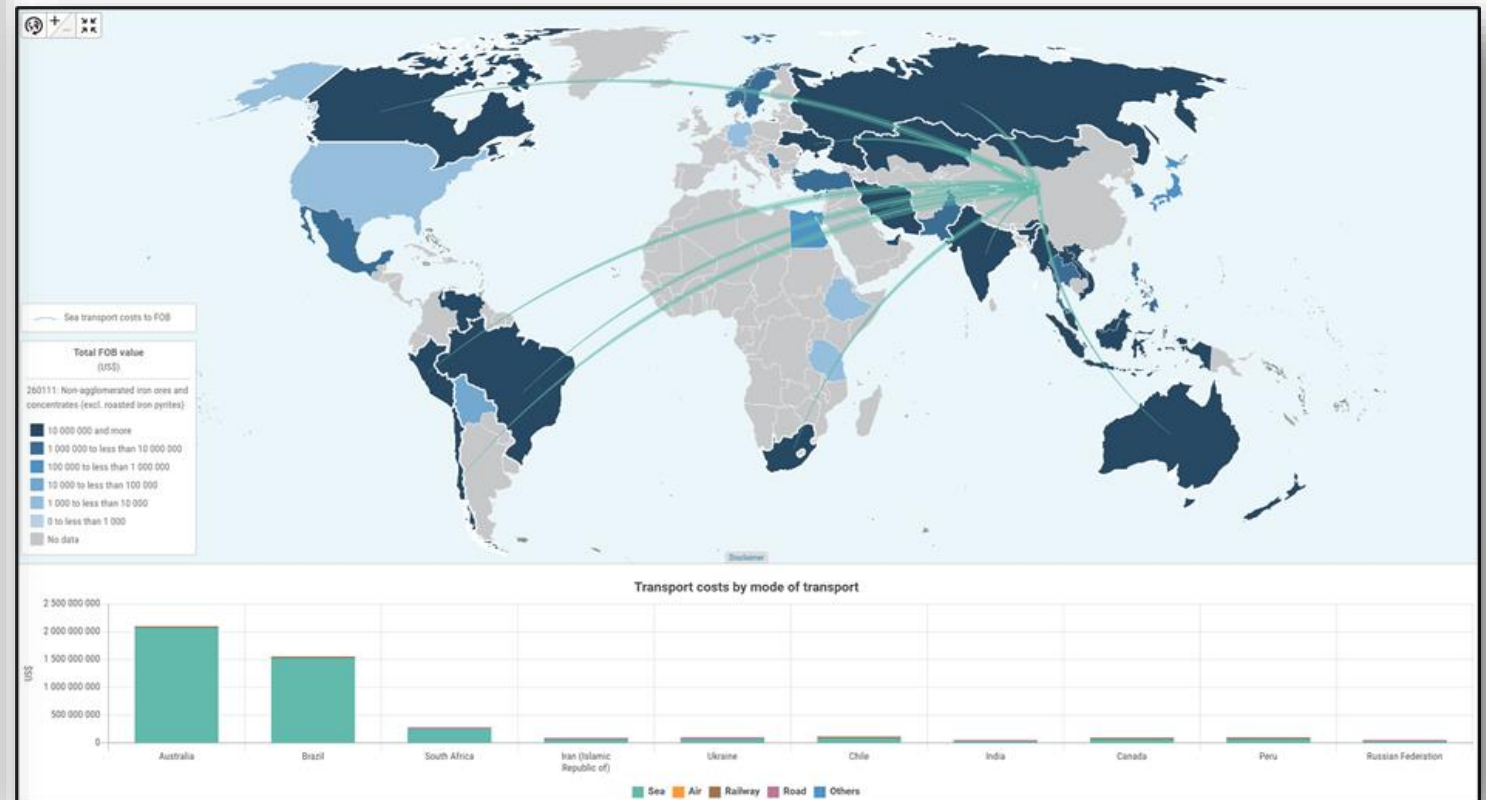 Sea transport costs to FOB
Total FOB value
(US$)
260111: Non-agglomerated iron ores and
concentrates (excl. roasted iron pyrites)
10 000 000 and more
1 000 000 to less than 10 000 000
100 000 to less than 1 000 000
10 000 to less than 100 000
1 000 to less than 10 000
0 to less than 1 000
No data
Disclaimer
Transport costs by mode of transport
US$
2 500 000 000
2 000 000 000
1 500 000 000
1 000 000 000
500 000 000
0
Australia
Brazil
South Africa
Iran (Islamic
Republic of)
Ukraine
Chile
India
Canada
Peru
Russian Federation
Sea
Air
Railway
Road
Others